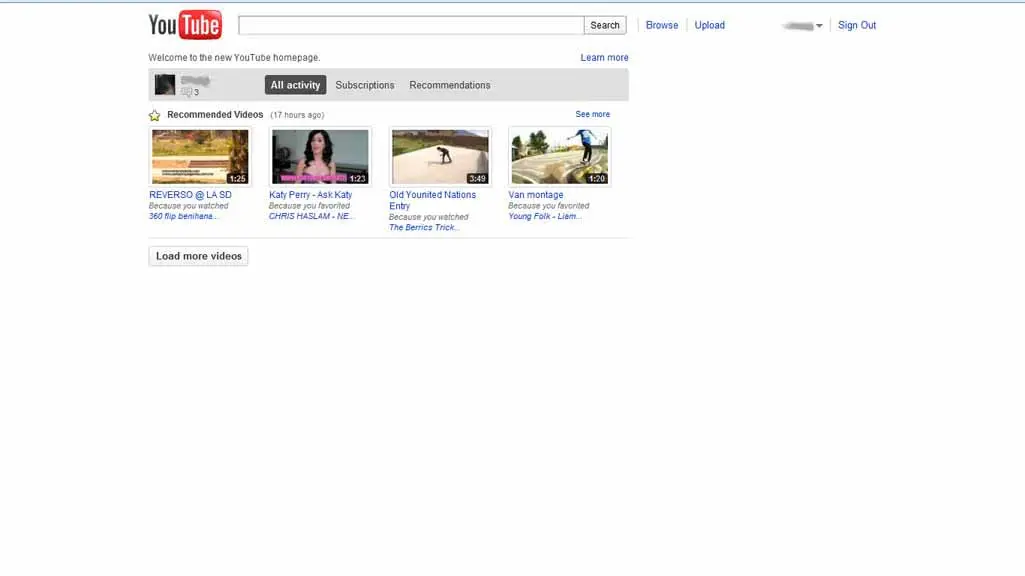 YouTube
Search
Browse
Upload
Sign Out
Welcome to the new YouTube homepage.
Learn more
3
All activity
Subscriptions
Recommendations
Recommended Videos (17 hours ago)
See more
1:25
1:23
3:49
1:20
REVERSO @ LA SD
Because you watched
360 flip benihana...
Katy Perry - Ask Katy
Because you favorited
CHRIS HASLAM - NE...
Old Younited Nations
Entry
Because you watched
The Berrics Trick...
Van montage
Because you favorited
Young Folk - Liam...
Load more videos